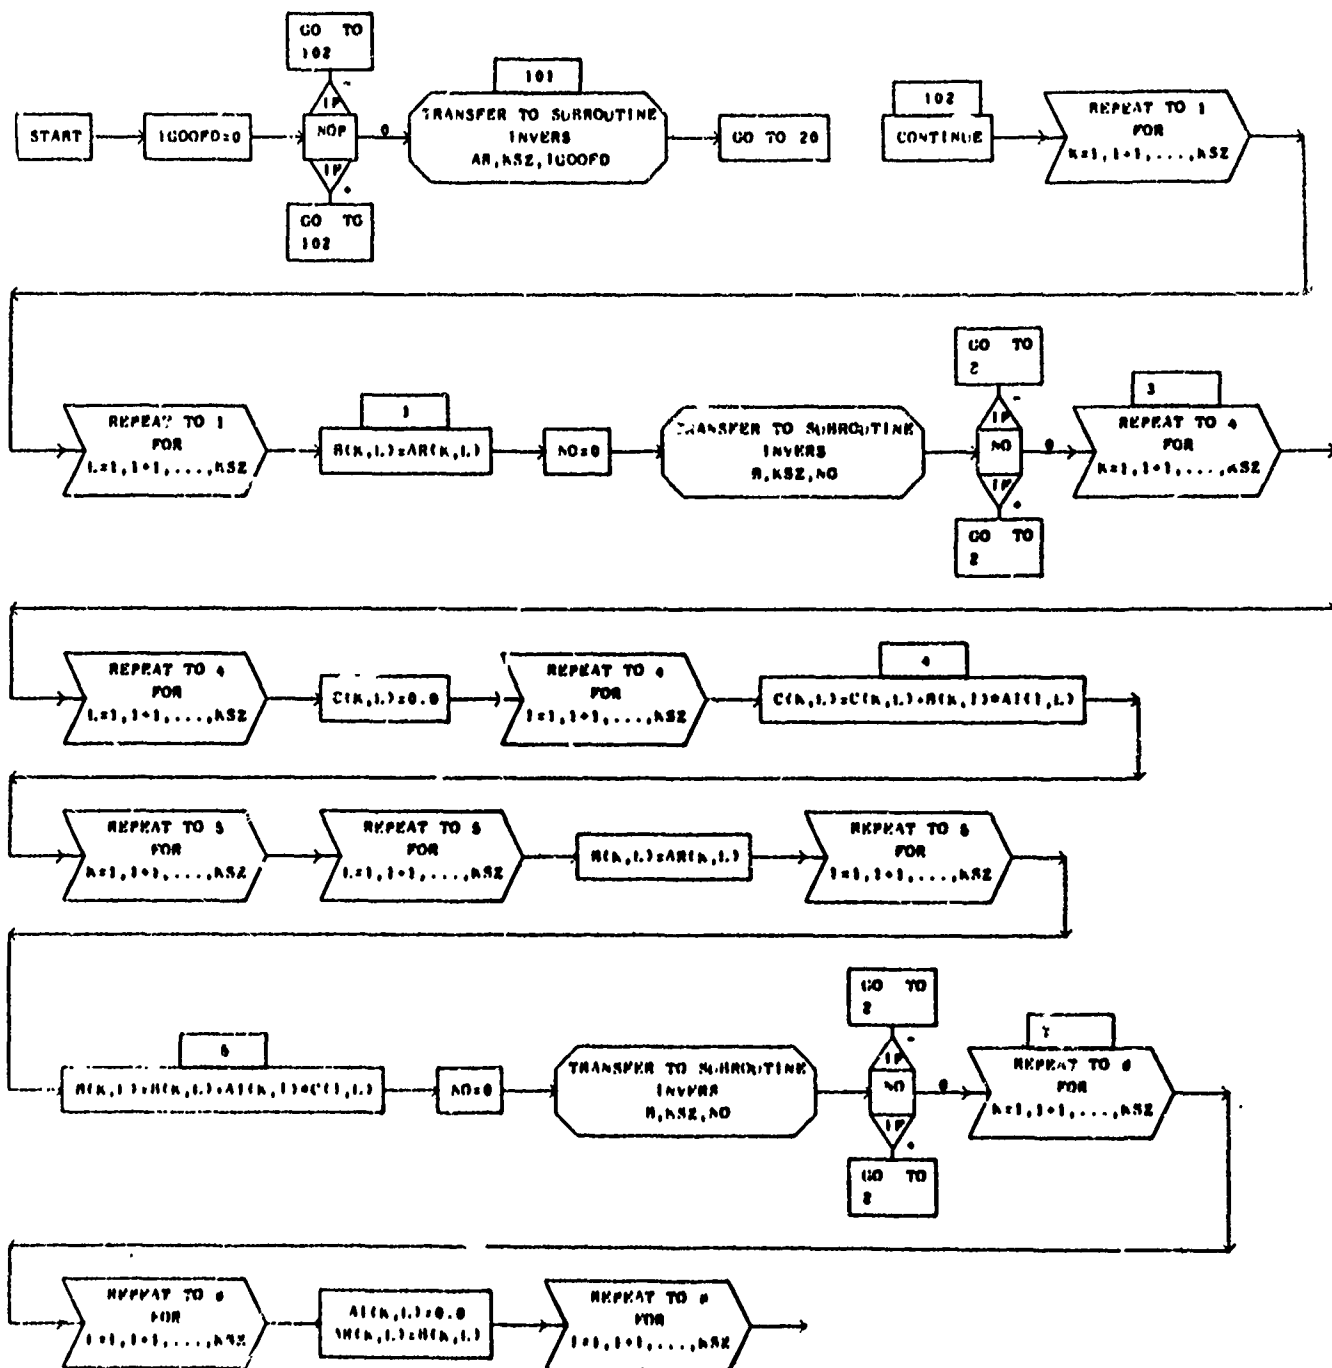 START
IGOOFD=0
GO TO
102
-
IF
NOP
0
IF
+
GO TO
102
101
TRANSFER TO SUBROUTINE
INVERS
AR,KSZ,IGOOFD
GO TO 20
102
CONTINUE
REPEAT TO 1
FOR
K=1,1+1,...,KSZ
REPEAT TO 1
FOR
L=1,1+1,...,KSZ
1
B(K,L)=AR(K,L)
NO=0
TRANSFER TO SUBROUTINE
INVERS
B,KSZ,NO
GO TO
2
-
IF
NO
0
IF
+
GO TO
2
3
REPEAT TO 4
FOR
K=1,1+1,...,KSZ
REPEAT TO 4
FOR
L=1,1+1,...,KSZ
C(K,L)=0.0
REPEAT TO 4
FOR
I=1,1+1,...,KSZ
4
C(K,L)=C(K,L)+B(K,I)*AI(I,L)
REPEAT TO 5
FOR
K=1,1+1,...,KSZ
REPEAT TO 5
FOR
L=1,1+1,...,KSZ
B(K,L)=AR(K,L)
REPEAT TO 5
FOR
I=1,1+1,...,KSZ
5
B(K,L)=B(K,L)+AI(K,I)*C(I,L)
NO=0
TRANSFER TO SUBROUTINE
INVERS
B,KSZ,NO
GO TO
2
-
IF
NO
0
IF
+
GO TO
2
REPEAT TO 6
FOR
K=1,1+1,...,KSZ
REPEAT TO 6
FOR
1+1,...,KSZ
AI(K,L)=0.0
AR(K,L)=B(K,L)
REPEAT TO 6
FOR
I=1,1+1,...,KSZ